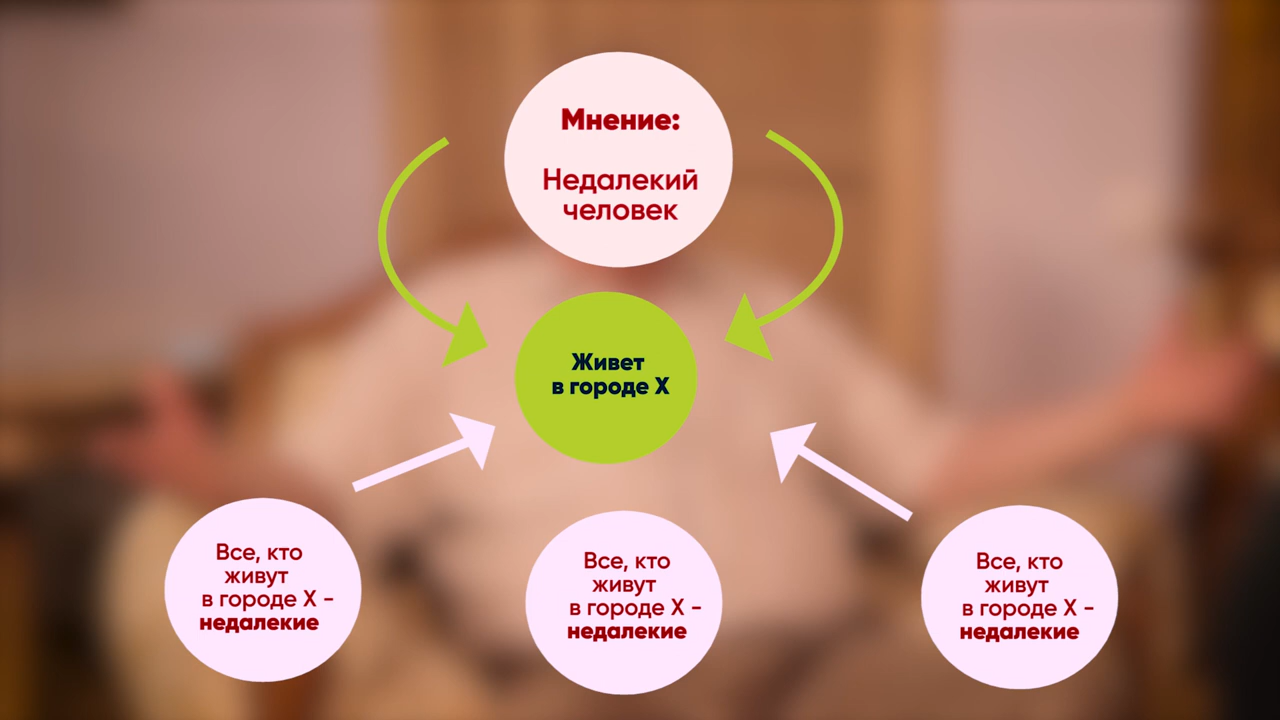 Мнение:
Недалекий
человек
Живет
в городе X
Все, кто
живут
в городе X -
недалекие
Все, кто
живут
в городе X -
недалекие
Все, кто
живут
в городе X -
недалекие